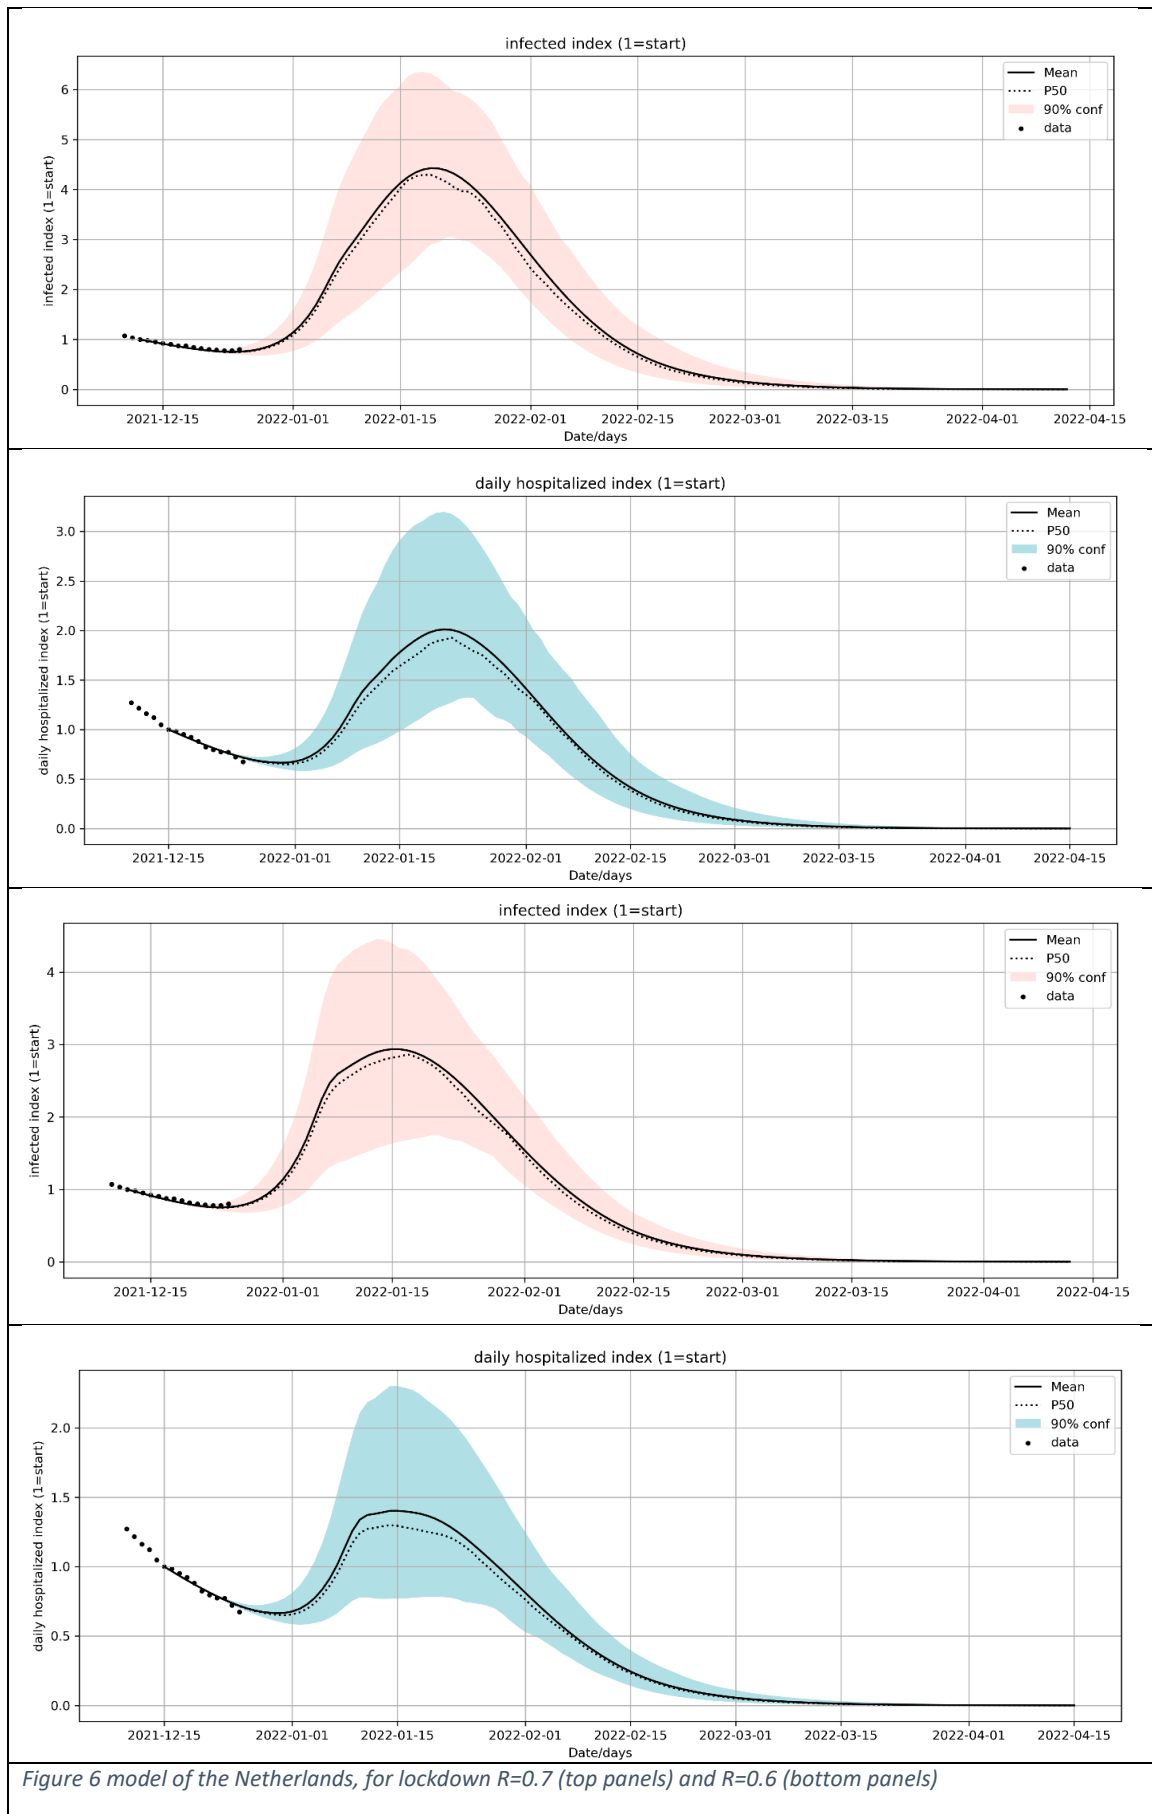 infected index (1=start)
6
5
4
3
2
1
0
infected index (1=start)
Mean
P50
90% conf
data
2021-12-15 2022-01-01 2022-01-15 2022-02-01 2022-02-15 2022-03-01 2022-03-15 2022-04-01 2022-04-15
Date/days
daily hospitalized index (1=start)
3.0
2.5
2.0
1.5
1.0
0.5
0.0
daily hospitalized index (1=start)
Mean
P50
90% conf
data
2021-12-15 2022-01-01 2022-01-15 2022-02-01 2022-02-15 2022-03-01 2022-03-15 2022-04-01 2022-04-15
Date/days
infected index (1=start)
4
3
2
1
0
infected index (1=start)
Mean
P50
90% conf
data
2021-12-15 2022-01-01 2022-01-15 2022-02-01 2022-02-15 2022-03-01 2022-03-15 2022-04-01 2022-04-15
Date/days
daily hospitalized index (1=start)
2.0
1.5
1.0
0.5
0.0
daily hospitalized index (1=start)
Mean
P50
90% conf
data
2021-12-15 2022-01-01 2022-01-15 2022-02-01 2022-02-15 2022-03-01 2022-03-15 2022-04-01 2022-04-15
Date/days
Figure 6 model of the Netherlands, for lockdown R=0.7 (top panels) and R=0.6 (bottom panels)